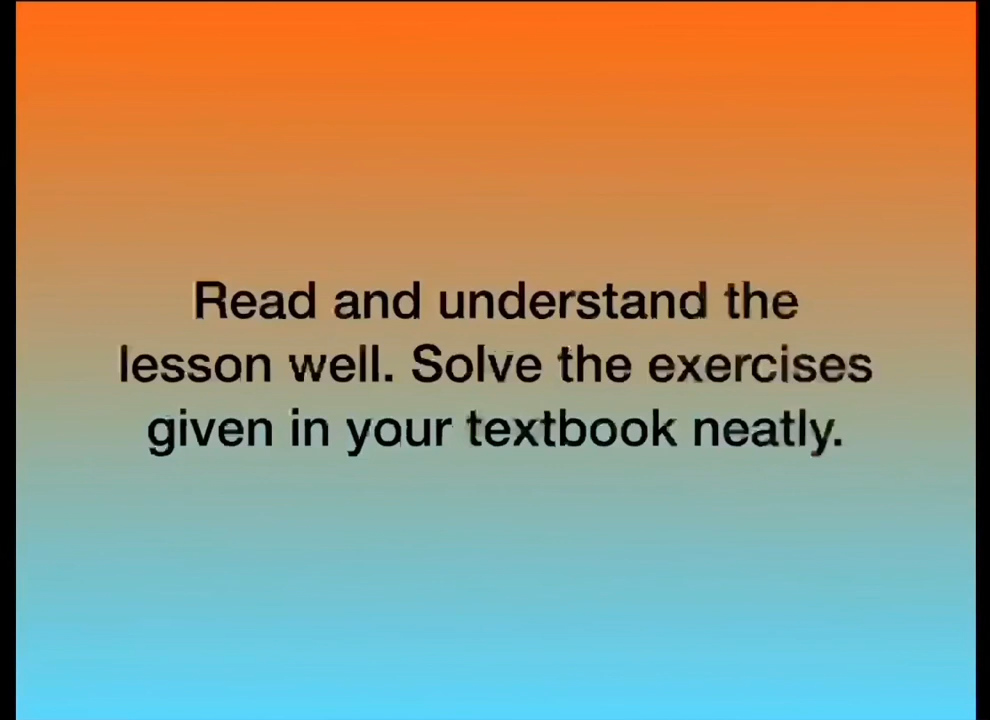 Read and understand the
lesson well. Solve the exercises
given in your textbook neatly.